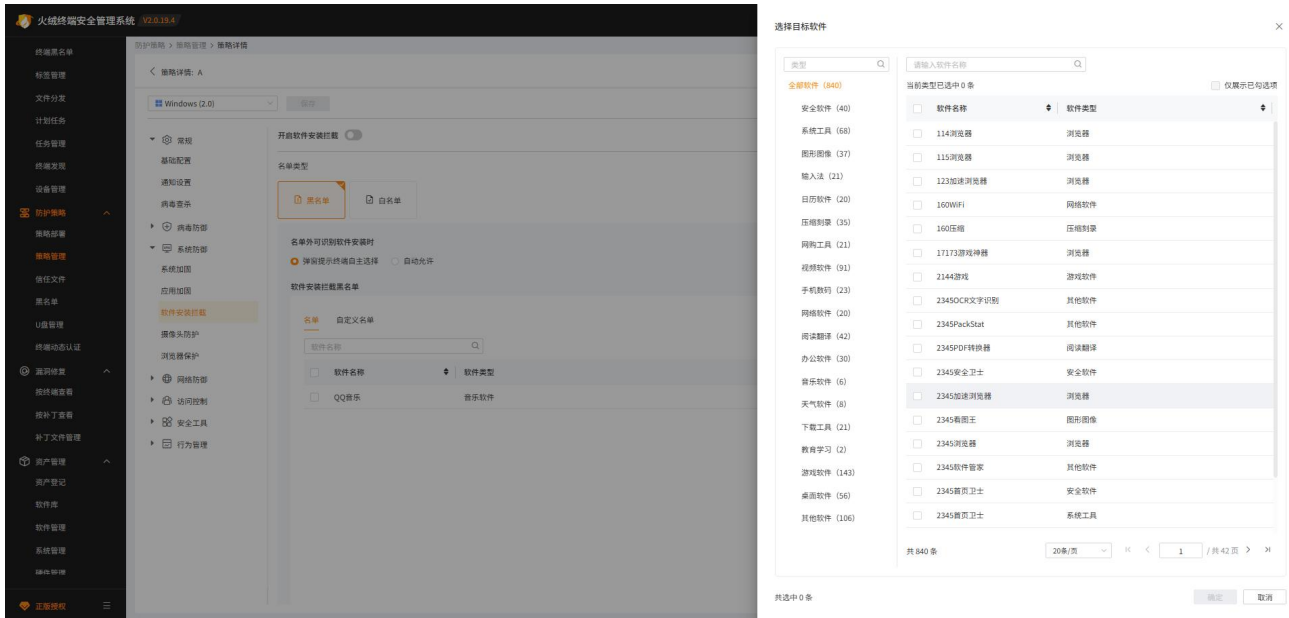 火绒终端安全管理系统 V2.0.19.4
终端黑名单
标签管理
文件分发
计划任务
任务管理
终端发现
设备管理
防护策略
策略部署
策略管理
信任文件
黑名单
U盘管理
终端动态认证
漏洞修复
按终端查看
按补丁查看
补丁文件管理
资产管理
资产登记
软件库
软件管理
系统管理
硬件管理
正版授权
防护策略 > 策略管理 > 策略详情
策略详情: A
Windows (2.0)
保存
常规
基础配置
通知设置
病毒查杀
病毒防御
系统防御
系统加固
应用加固
软件安装拦截
摄像头防护
浏览器保护
网络防御
访问控制
安全工具
行为管理
开启软件安装拦截
名单类型
黑名单 白名单
名单外可识别软件安装时
弹窗提示终端自主选择 自动允许
软件安装拦截黑名单
名单 自定义名单
软件名称
软件名称 软件类型
QQ音乐 音乐软件
选择目标软件
类型
全部软件 (840)
安全软件 (40)
系统工具 (68)
图形图像 (37)
输入法 (21)
日历软件 (20)
压缩刻录 (35)
网购工具 (21)
视频软件 (91)
手机数码 (23)
网络软件 (20)
阅读翻译 (42)
办公软件 (30)
音乐软件 (6)
天气软件 (8)
下载工具 (21)
教育学习 (2)
游戏软件 (143)
桌面软件 (56)
其他软件 (106)
请输入软件名称
当前类型已选中 0 条 仅展示已勾选项
软件名称 软件类型
114浏览器 浏览器
115浏览器 浏览器
123加速浏览器 浏览器
160WiFi 网络软件
160压缩 压缩刻录
17173游戏神器 浏览器
2144游戏 游戏软件
2345OCR文字识别 其他软件
2345PackStat 其他软件
2345PDF转换器 阅读翻译
2345安全卫士 安全软件
2345加速浏览器 浏览器
2345看图王 图形图像
2345浏览器 浏览器
2345软件管家 其他软件
2345首页卫士 安全软件
2345首页卫士 系统工具
共 840 条 20条/页 1 / 共 42 页
共选中 0 条 确定 取消